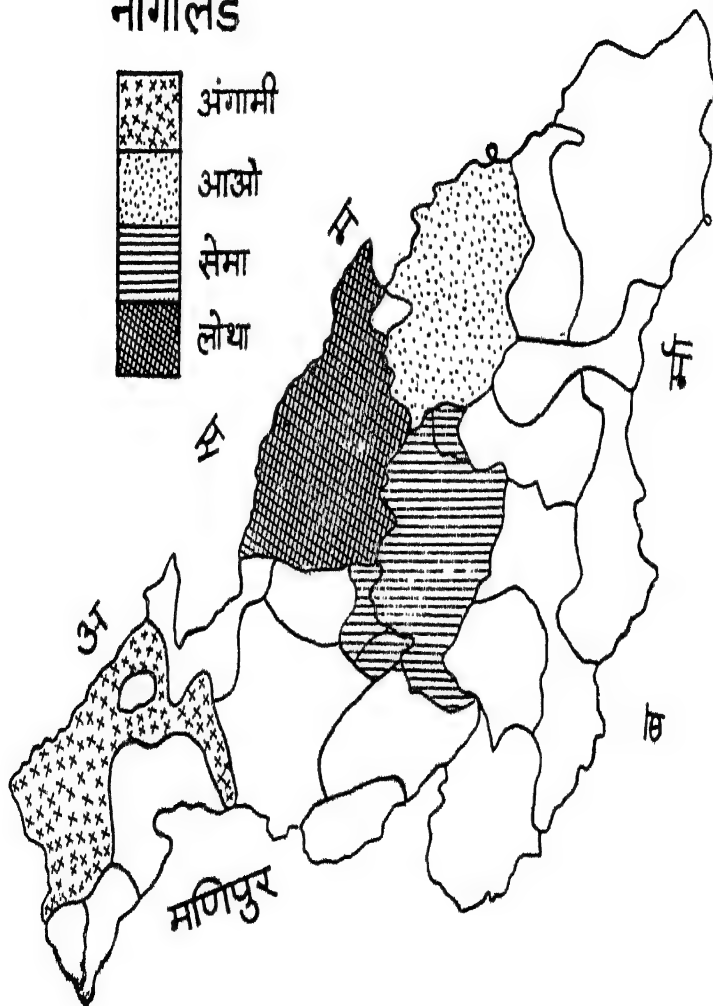 नागालैंड
अंगामी
आओ
सेमा
लोथा
अ स म
ब र्मा
मणिपुर